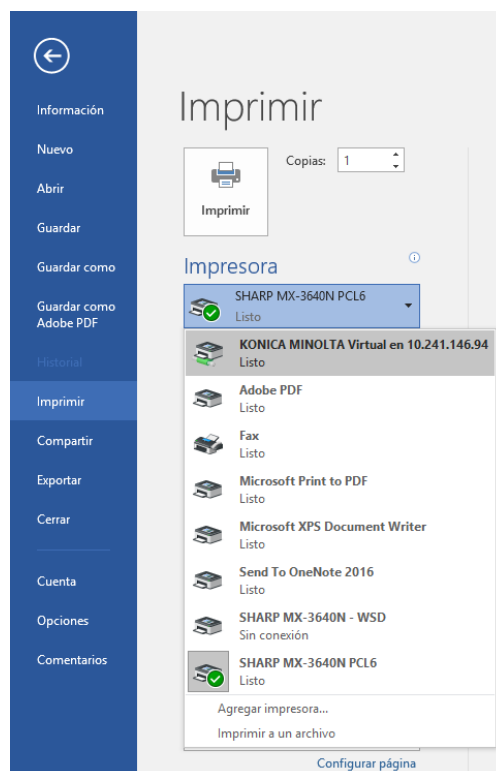 Información
Nuevo
Abrir
Guardar
Guardar como
Guardar como
Adobe PDF
Historial
Imprimir
Compartir
Exportar
Cerrar
Cuenta
Opciones
Comentarios
Imprimir
Copias: 1
Imprimir
Impresora
SHARP MX-3640N PCL6
Listo
KONICA MINOLTA Virtual en 10.241.146.94
Listo
Adobe PDF
Listo
Fax
Listo
Microsoft Print to PDF
Listo
Microsoft XPS Document Writer
Listo
Send To OneNote 2016
Listo
SHARP MX-3640N - WSD
Sin conexión
SHARP MX-3640N PCL6
Listo
Agregar impresora...
Imprimir a un archivo
Configurar página